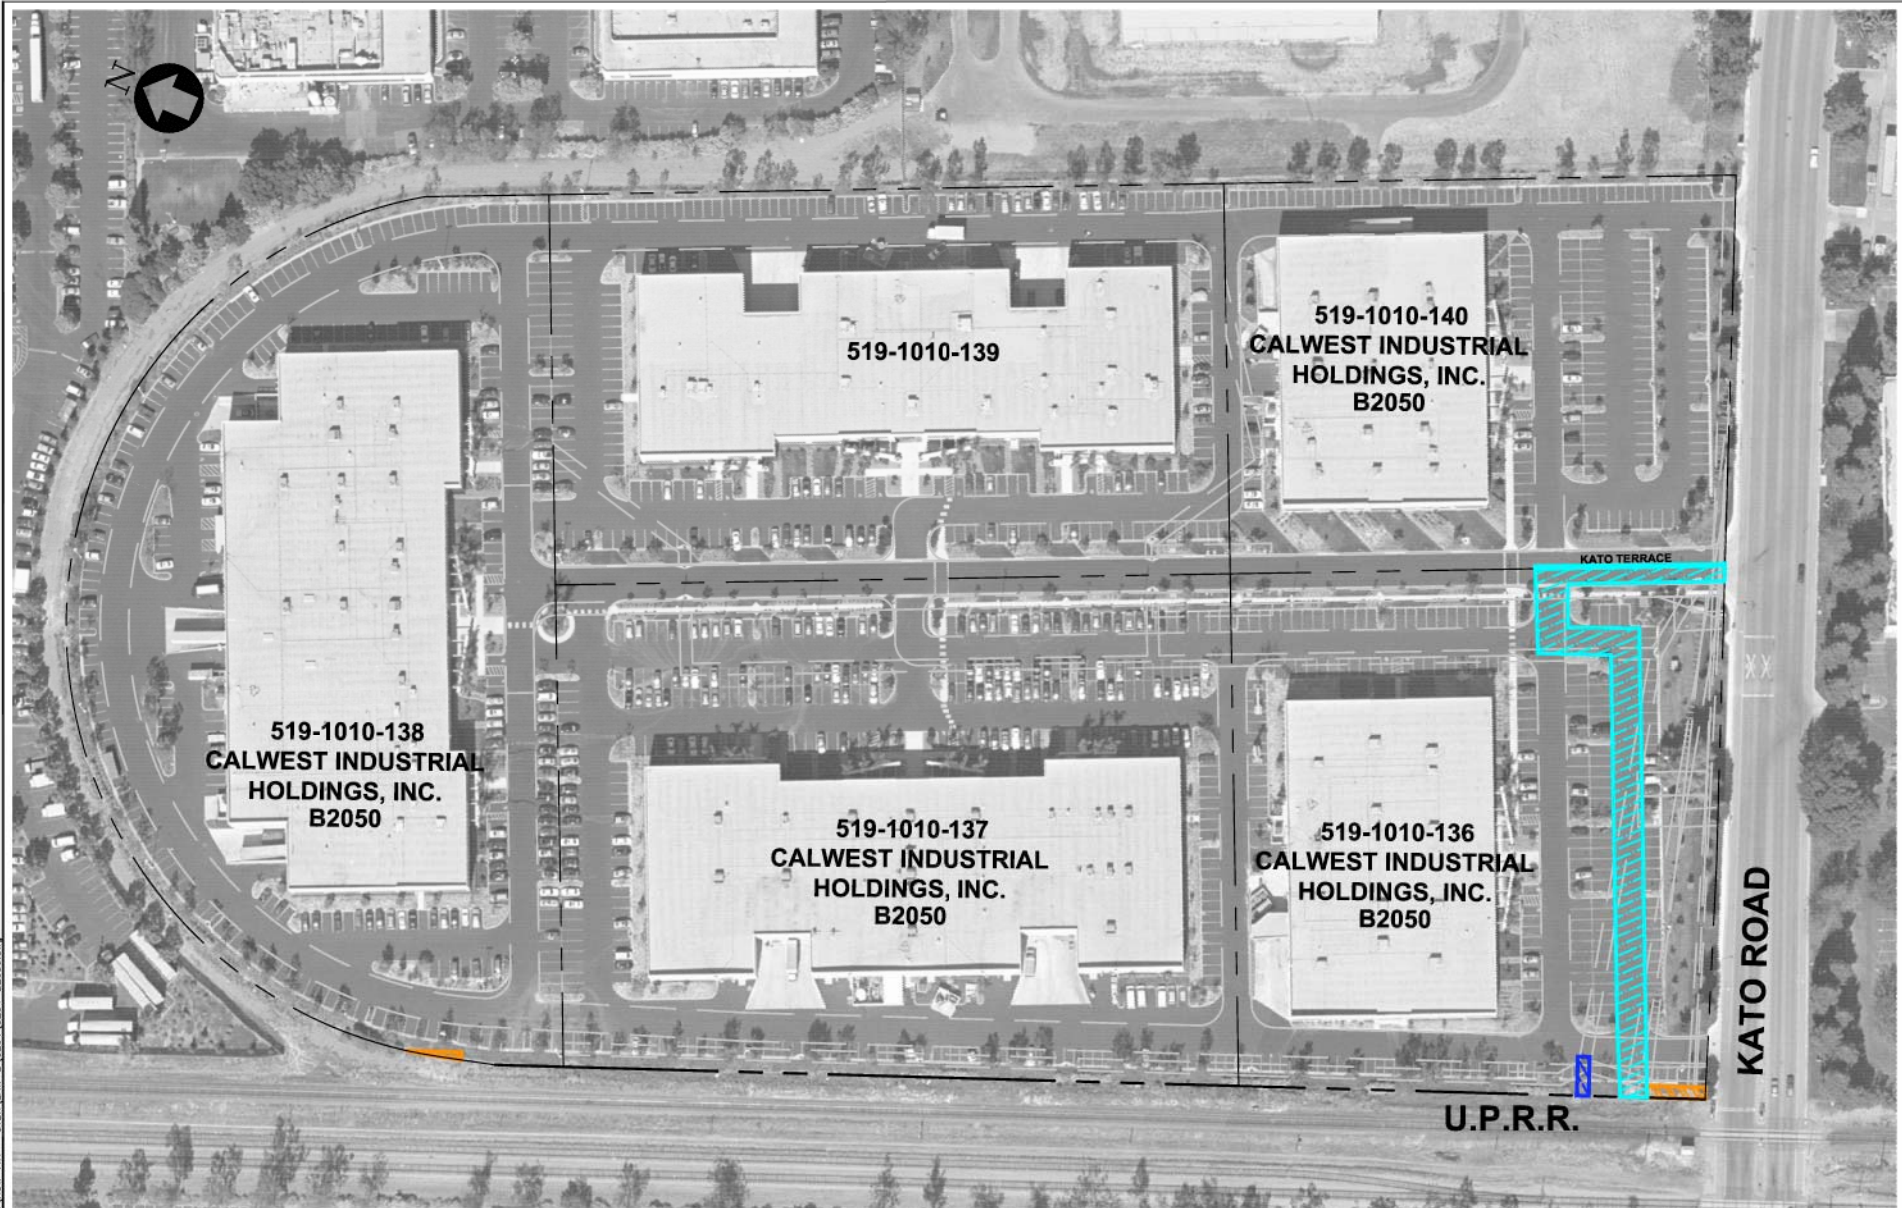 N
519-1010-139
519-1010-140
CALWEST INDUSTRIAL
HOLDINGS, INC.
B2050
KATO TERRACE
519-1010-138
CALWEST INDUSTRIAL
HOLDINGS, INC.
B2050
519-1010-137
CALWEST INDUSTRIAL
HOLDINGS, INC.
B2050
519-1010-136
CALWEST INDUSTRIAL
HOLDINGS, INC.
B2050
KATO ROAD
U.P.R.R.